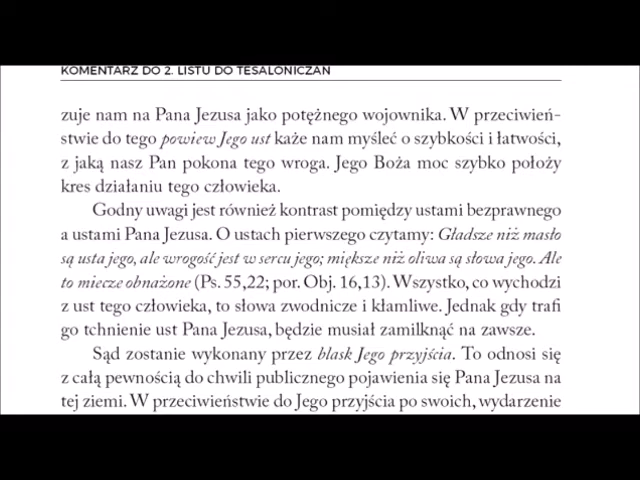 KOMENTARZ DO 2. LISTU DO TESALONICZAN
zuje nam na Pana Jezusa jako potężnego wojownika. W przeciwień-
stwie do tego powiew Jego ust każe nam myśleć o szybkości i łatwości,
z jaką nasz Pan pokona tego wroga. Jego Boża moc szybko położy
kres działaniu tego człowieka.
Godny uwagi jest również kontrast pomiędzy ustami bezprawnego
a ustami Pana Jezusa. O ustach pierwszego czytamy: Gładsze niż masło
są usta jego, ale wrogość jest w sercu jego; miększe niż oliwa są słowa jego. Ale
to miecze obnażone (Ps. 55,22; por. Obj. 16,13). Wszystko, co wychodzi
z ust tego człowieka, to słowa zwodnicze i kłamliwe. Jednak gdy trafi
go tchnienie ust Pana Jezusa, będzie musiał zamilknąć na zawsze.
Sąd zostanie wykonany przez blask Jego przyjścia. To odnosi się
z całą pewnością do chwili publicznego pojawienia się Pana Jezusa na
tej ziemi. W przeciwieństwie do Jego przyjścia po swoich, wydarzenie